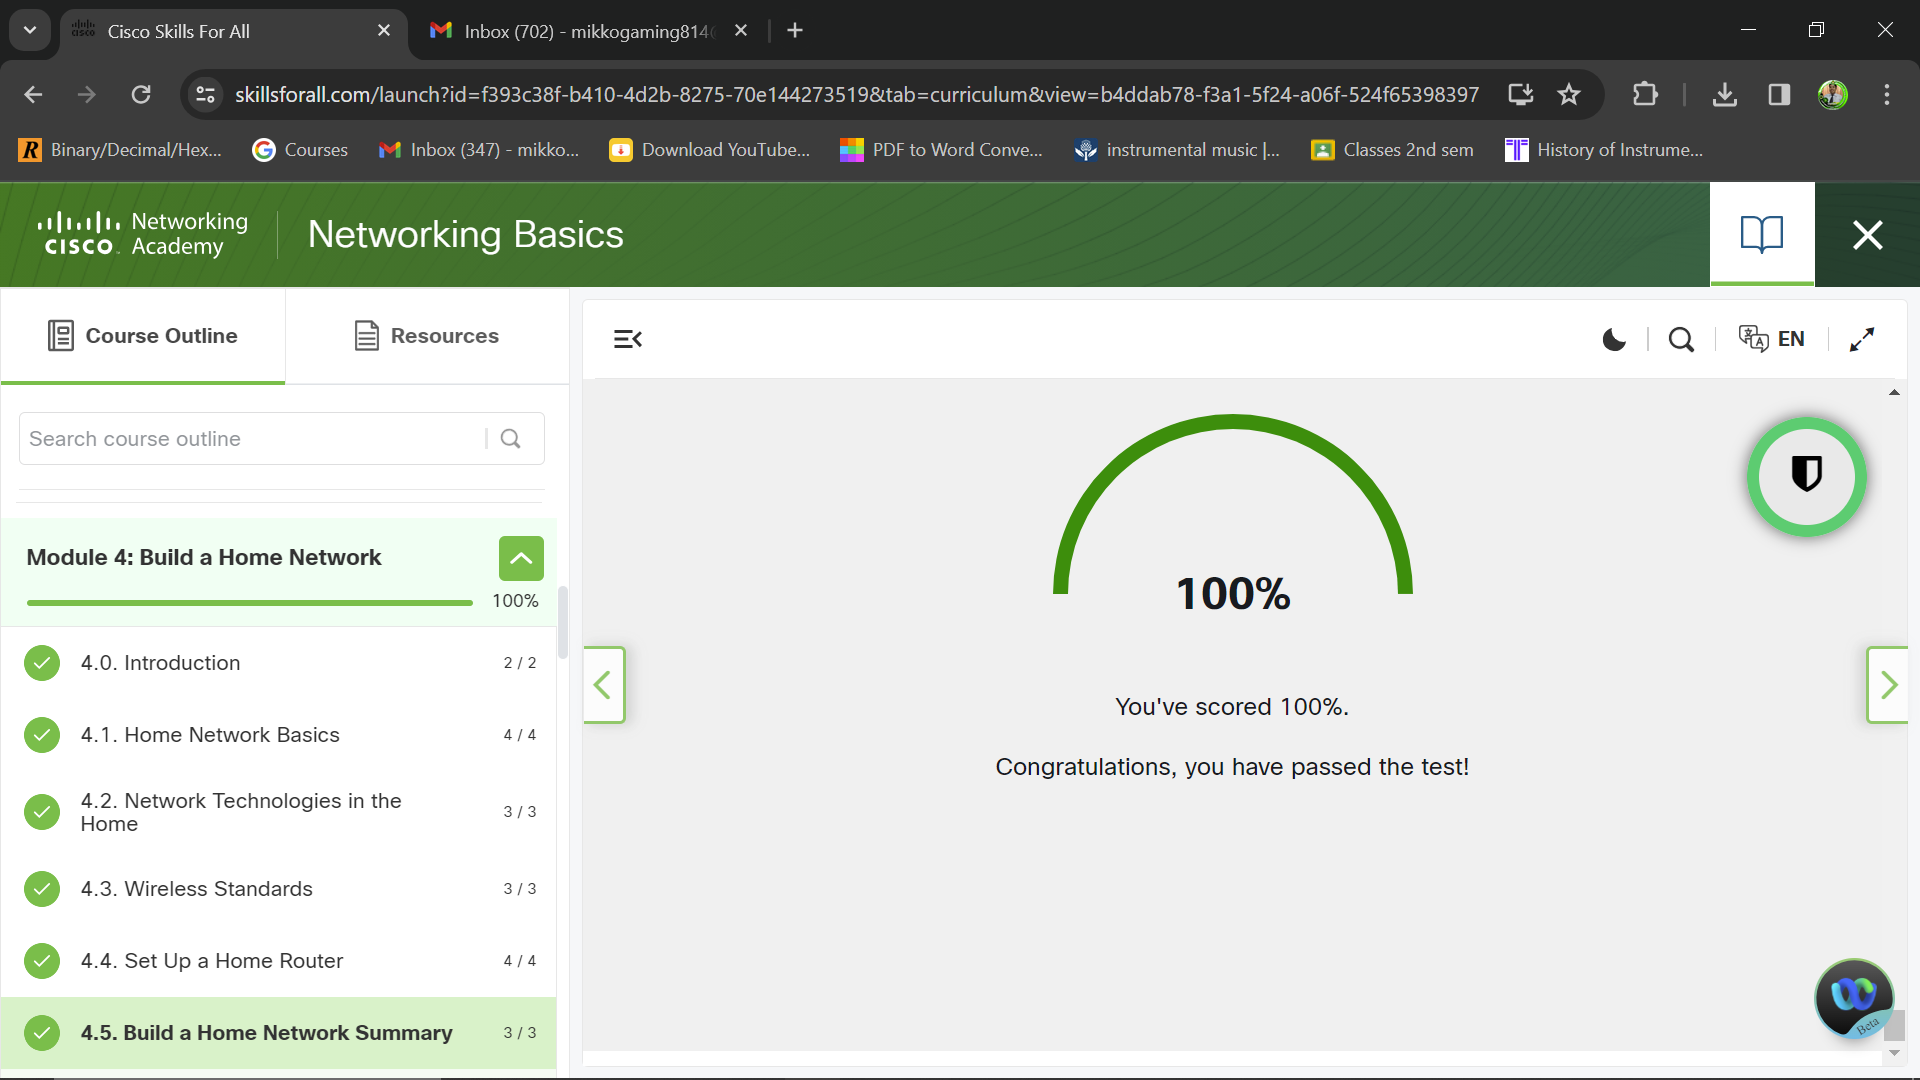 Cisco Skills For All
Inbox (702) - mikkogaming814
skillsforall.com/launch?id=f393c38f-b410-4d2b-8275-70e144273519&tab=curriculum&view=b4ddab78-f3a1-5f24-a06f-524f65398397
Binary/Decimal/Hex... Courses Inbox (347) - mikko... Download YouTube... PDF to Word Conve... instrumental music |... Classes 2nd sem History of Instrume...
Networking
CISCO Academy
Networking Basics
Course Outline
Resources
EN
Search course outline
Module 4: Build a Home Network
100%
4.0. Introduction 2 / 2
4.1. Home Network Basics 4 / 4
4.2. Network Technologies in the
Home 3 / 3
4.3. Wireless Standards 3 / 3
4.4. Set Up a Home Router 4 / 4
4.5. Build a Home Network Summary 3 / 3
100%
You've scored 100%.
Congratulations, you have passed the test!
Beta